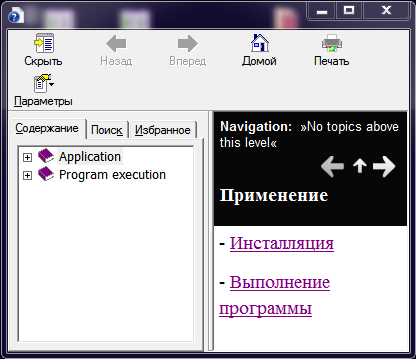 Скрыть
Назад
Вперед
Домой
Печать
Параметры
Содержание
Поиск
Избранное
Application
Program execution
Navigation: »No topics above
this level«
Применение
- Инсталляция
- Выполнение
программы